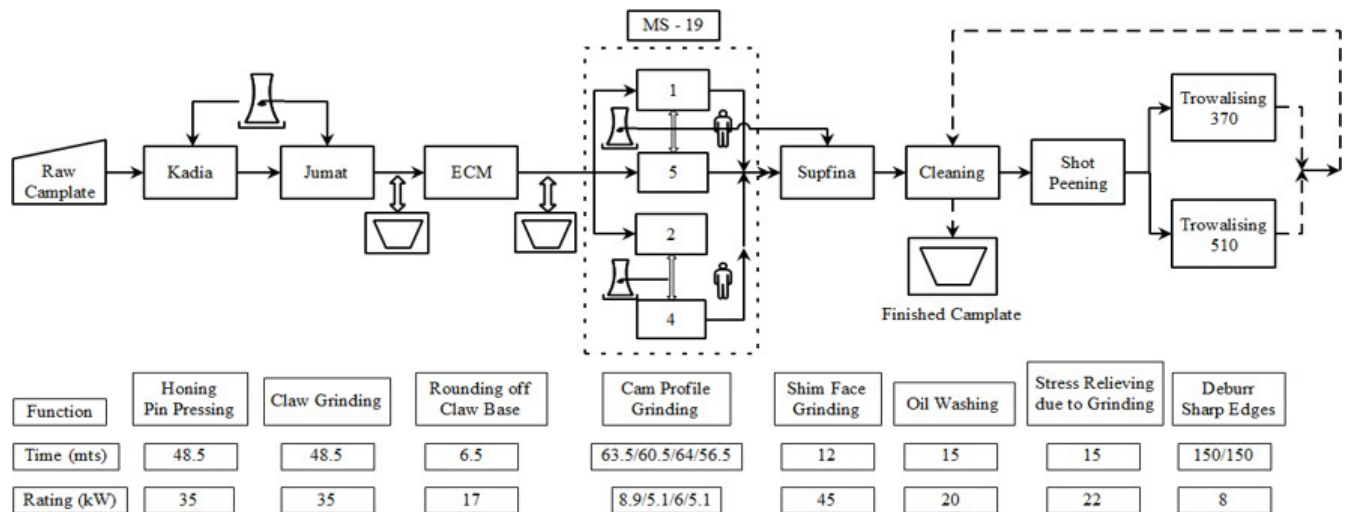 MS - 19
1
Trowalising
370
Raw
Camplate
Kadia
Jumat
ECM
5
Supfina
Cleaning
Shot
Peening
2
Trowalising
510
4
Finished Camplate
Function
Honing
Pin Pressing
Claw Grinding
Rounding off
Claw Base
Cam Profile
Grinding
Shim Face
Grinding
Oil Washing
Stress Relieving
due to Grinding
Deburr
Sharp Edges
Time (mts)
48.5
48.5
6.5
63.5/60.5/64/56.5
12
15
15
150/150
Rating (kW)
35
35
17
8.9/5.1/6/5.1
45
20
22
8